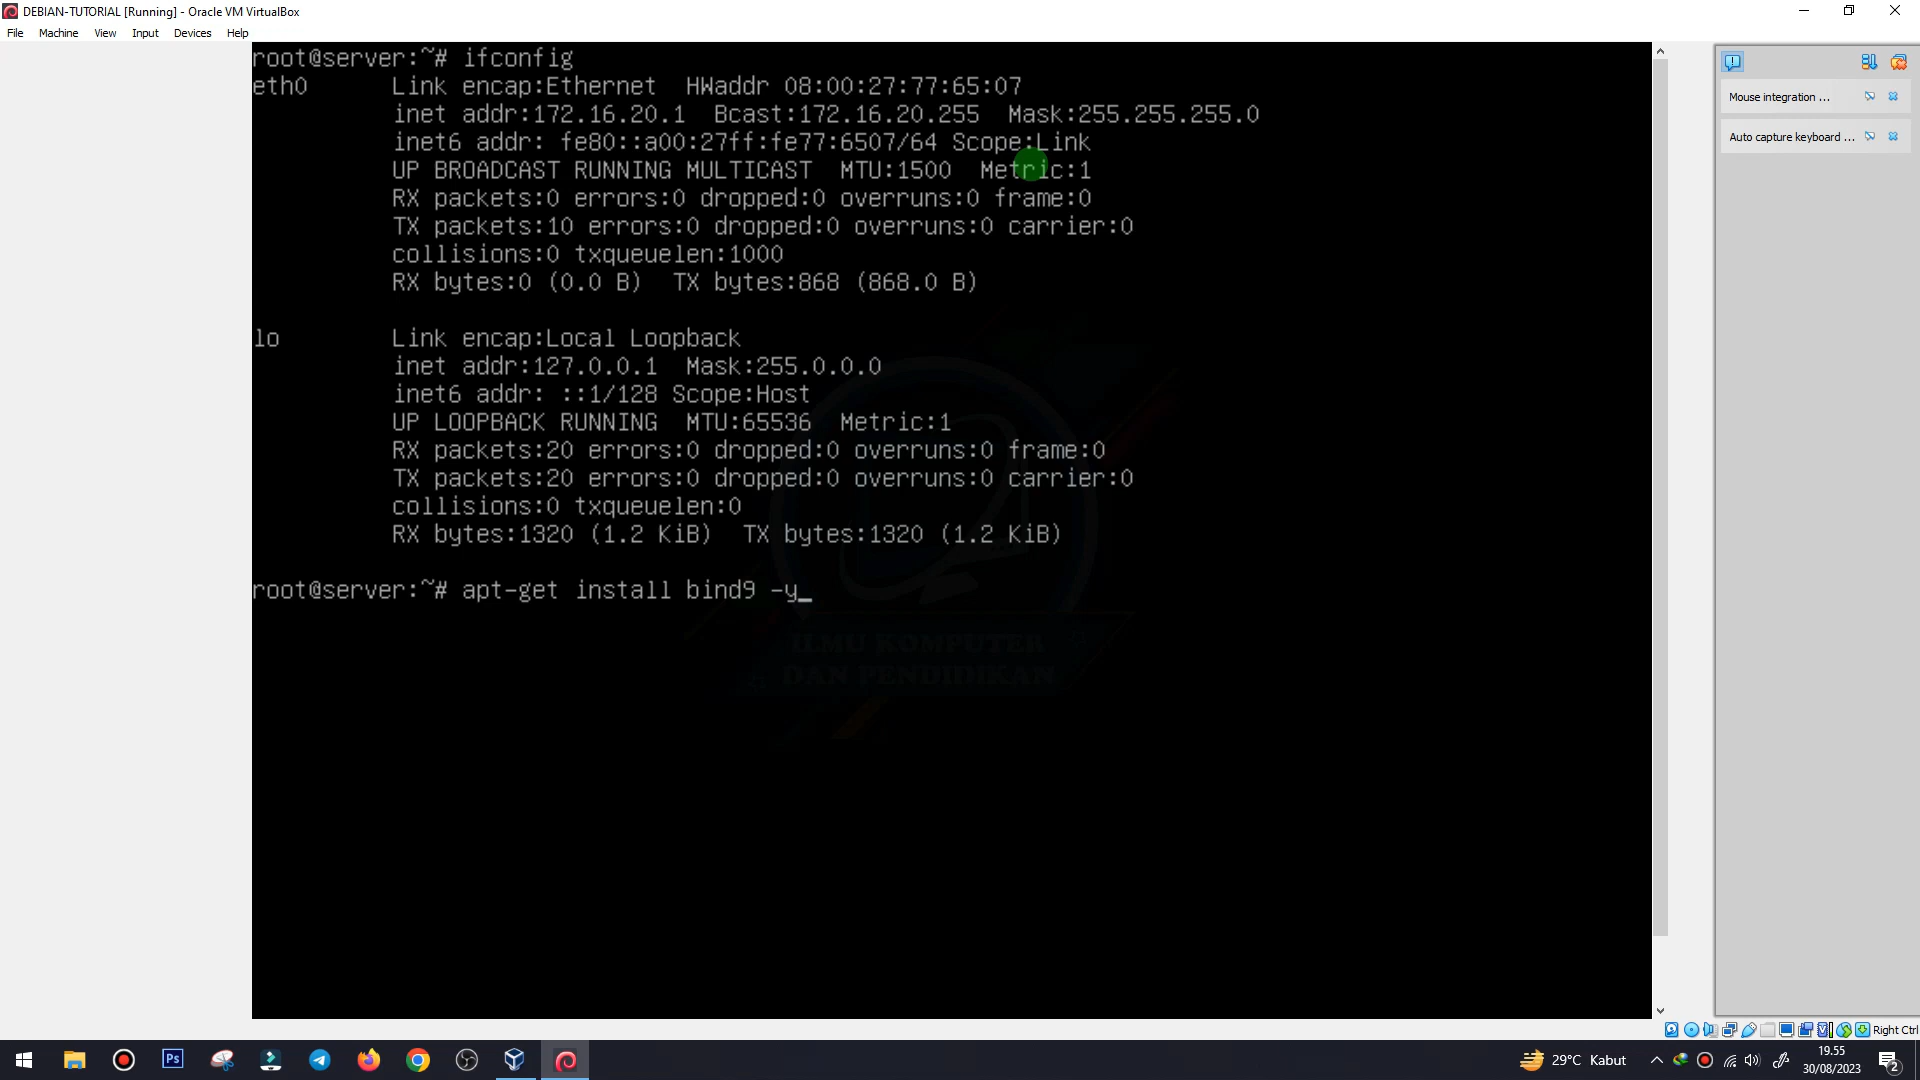 DEBIAN-TUTORIAL [Running] - Oracle VM VirtualBox
File Machine View Input Devices Help
root@server:~# ifconfig
eth0 Link encap:Ethernet HWaddr 08:00:27:77:65:07
inet addr:172.16.20.1 Bcast:172.16.20.255 Mask:255.255.255.0
inet6 addr: fe80::a00:27ff:fe77:6507/64 Scope:Link
UP BROADCAST RUNNING MULTICAST MTU:1500 Metric:1
RX packets:0 errors:0 dropped:0 overruns:0 frame:0
TX packets:10 errors:0 dropped:0 overruns:0 carrier:0
collisions:0 txqueuelen:1000
RX bytes:0 (0.0 B) TX bytes:868 (868.0 B)
lo Link encap:Local Loopback
inet addr:127.0.0.1 Mask:255.0.0.0
inet6 addr: ::1/128 Scope:Host
UP LOOPBACK RUNNING MTU:65536 Metric:1
RX packets:20 errors:0 dropped:0 overruns:0 frame:0
TX packets:20 errors:0 dropped:0 overruns:0 carrier:0
collisions:0 txqueuelen:0
RX bytes:1320 (1.2 KiB) TX bytes:1320 (1.2 KiB)
root@server:~# apt-get install bind9 -y_
ILMU KOMPUTER
DAN PENDIDIKAN
Mouse integration ...
Auto capture keyboard ...
Right Ctrl
Ps
29°C Kabut
19.55
30/08/2023
2